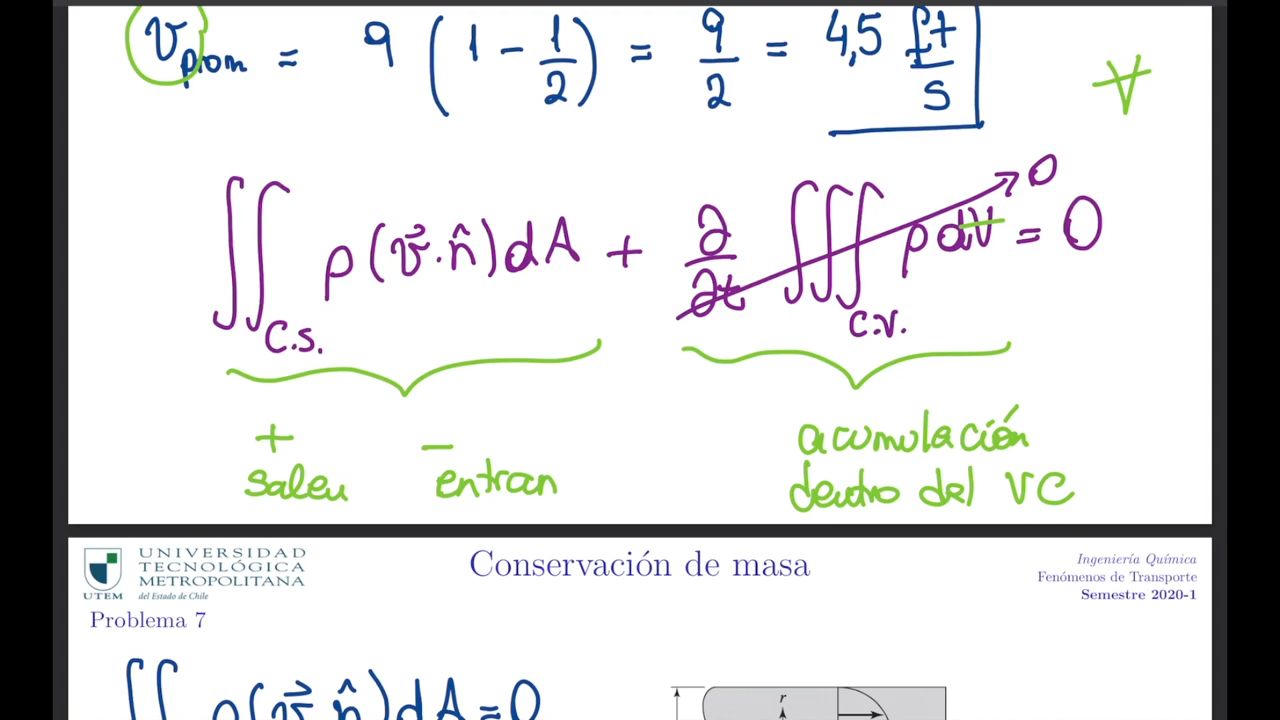 v_prom = 9 (1 - 1/2) = 9/2 = 4,5 ft/s
V
∬_C.S. ρ(v⃗.n̂)dA + ∂/∂t ∭_C.V. ρ dV = 0
0
+ −
salen entran
acumulación
dentro del VC
UNIVERSIDAD
TECNOLÓGICA
METROPOLITANA
del Estado de Chile
UTEM
Conservación de masa
Ingeniería Química
Fenómenos de Transporte
Semestre 2020-1
Problema 7
∬ ρ(v⃗.n̂)dA=0
r